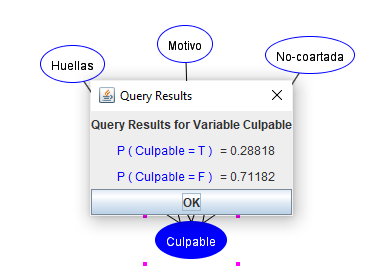 Motivo
Huellas
No-coartada
Query Results
Query Results for Variable Culpable
P ( Culpable = T ) = 0.28818
P ( Culpable = F ) = 0.71182
OK
Culpable